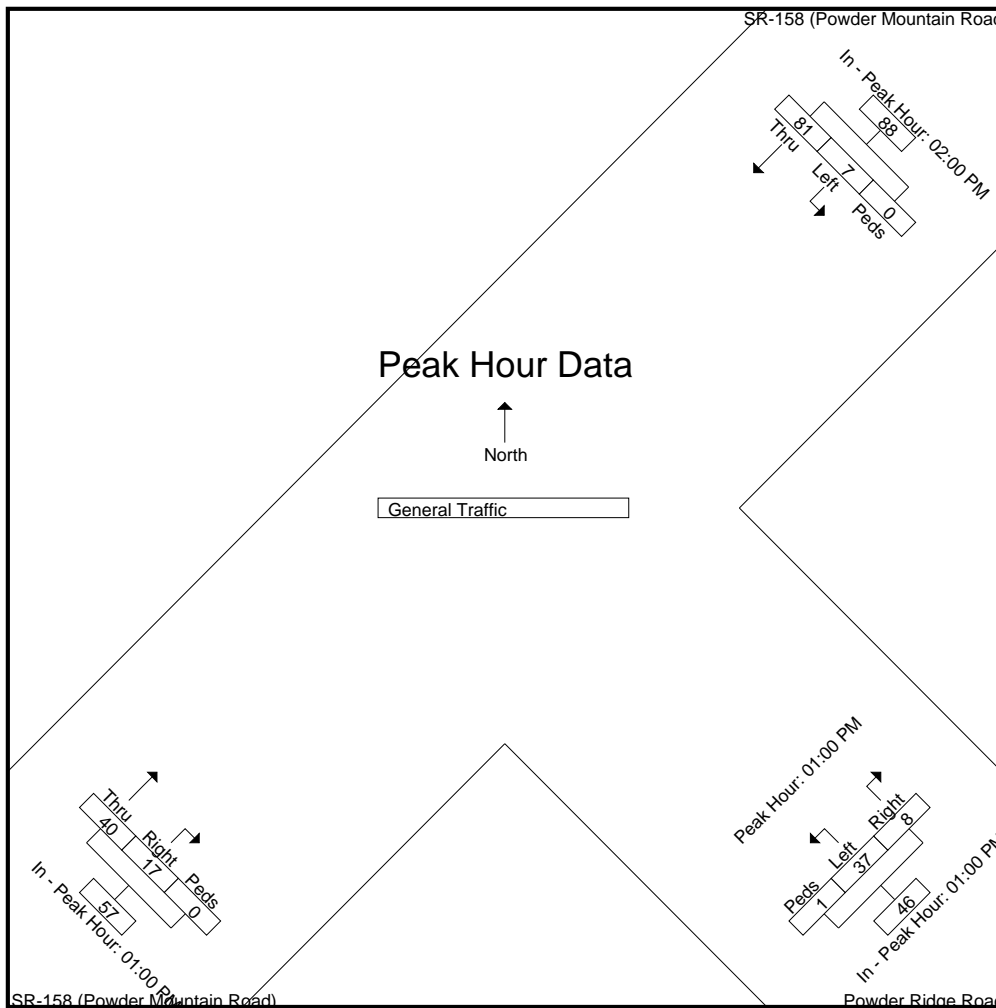 SR-158 (Powder Mountain Road
In - Peak Hour: 02:00 PM
88
81
7
0
Thru
Left
Peds
Peak Hour Data
North
General Traffic
Peak Hour: 01:00 PM
Thru
Right
Peds
40
17
0
57
In - Peak Hour: 01:00 PM
Peds
Left
Right
1
37
8
46
In - Peak Hour: 01:00 PM
SR-158 (Powder Mountain Road)
Powder Ridge Road